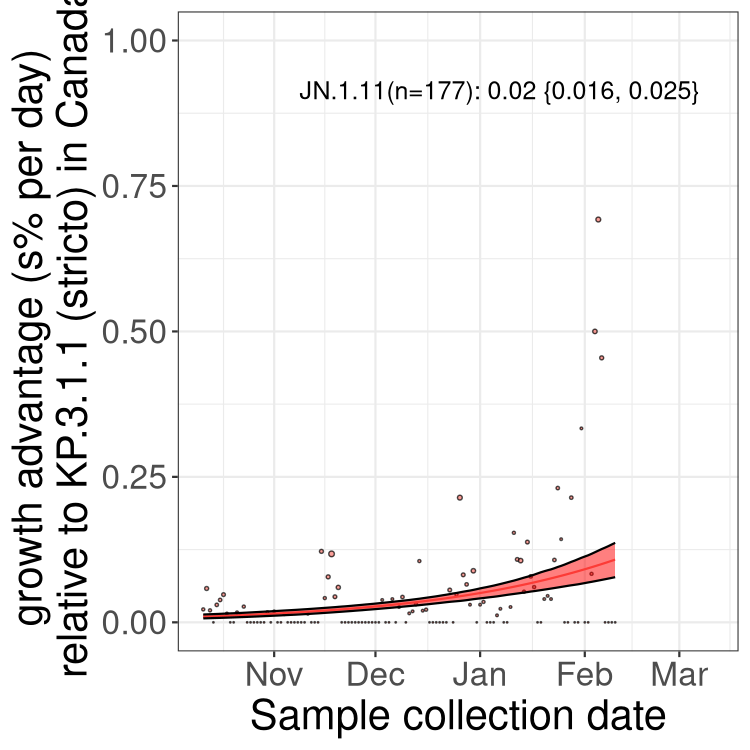 growth advantage (s% per day)
relative to KP.3.1.1 (stricto) in Canada
1.00
0.75
0.50
0.25
0.00
JN.1.11(n=177): 0.02 {0.016, 0.025}
Nov Dec Jan Feb Mar
Sample collection date